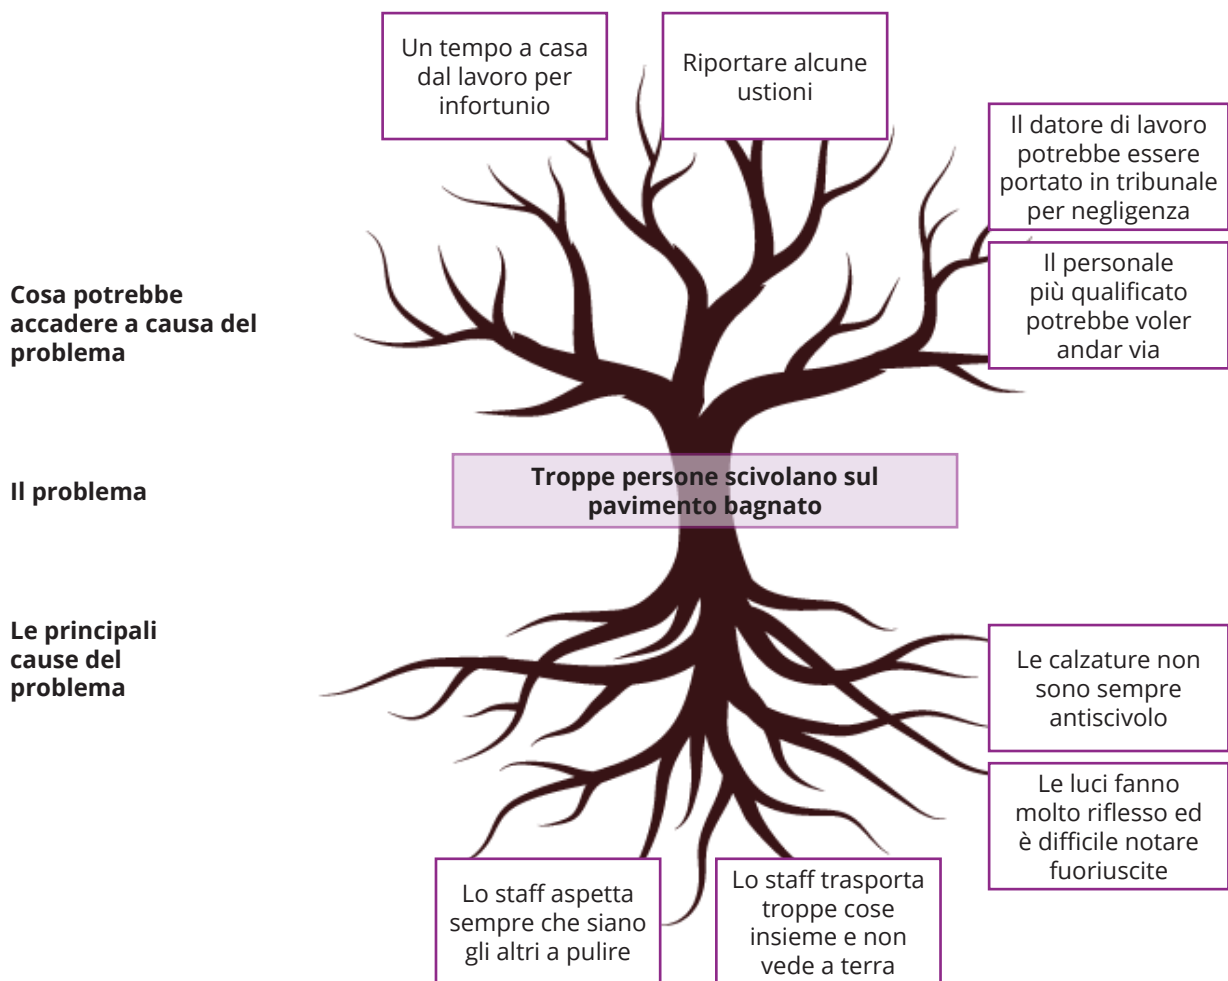 Un tempo a casa
dal lavoro per
infortunio
Riportare alcune
ustioni
Il datore di lavoro
potrebbe essere
portato in tribunale
per negligenza
Il personale
più qualificato
potrebbe voler
andar via
Cosa potrebbe
accadere a causa del
problema
Il problema
Troppe persone scivolano sul
pavimento bagnato
Le principali
cause del
problema
Le calzature non
sono sempre
antiscivolo
Le luci fanno
molto riflesso ed
è difficile notare
fuoriuscite
Lo staff aspetta
sempre che siano
gli altri a pulire
Lo staff trasporta
troppe cose
insieme e non
vede a terra